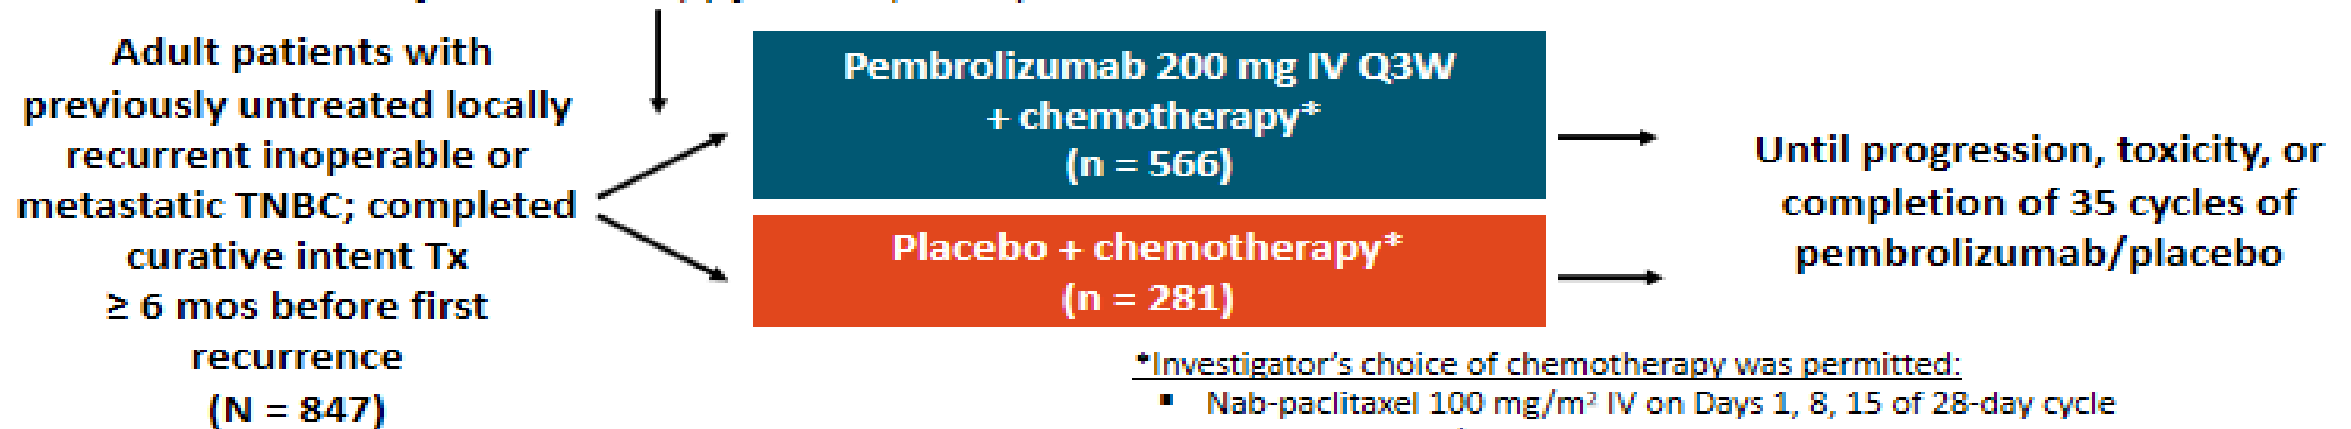 Adult patients with
previously untreated locally
recurrent inoperable or
metastatic TNBC; completed
curative intent Tx
≥ 6 mos before first
recurrence
(N = 847)
Pembrolizumab 200 mg IV Q3W
+ chemotherapy*
(n = 566)
Placebo + chemotherapy*
(n = 281)
Until progression, toxicity, or
completion of 35 cycles of
pembrolizumab/placebo
*Investigator's choice of chemotherapy was permitted:
▪ Nab-paclitaxel 100 mg/m² IV on Days 1, 8, 15 of 28-day cycle